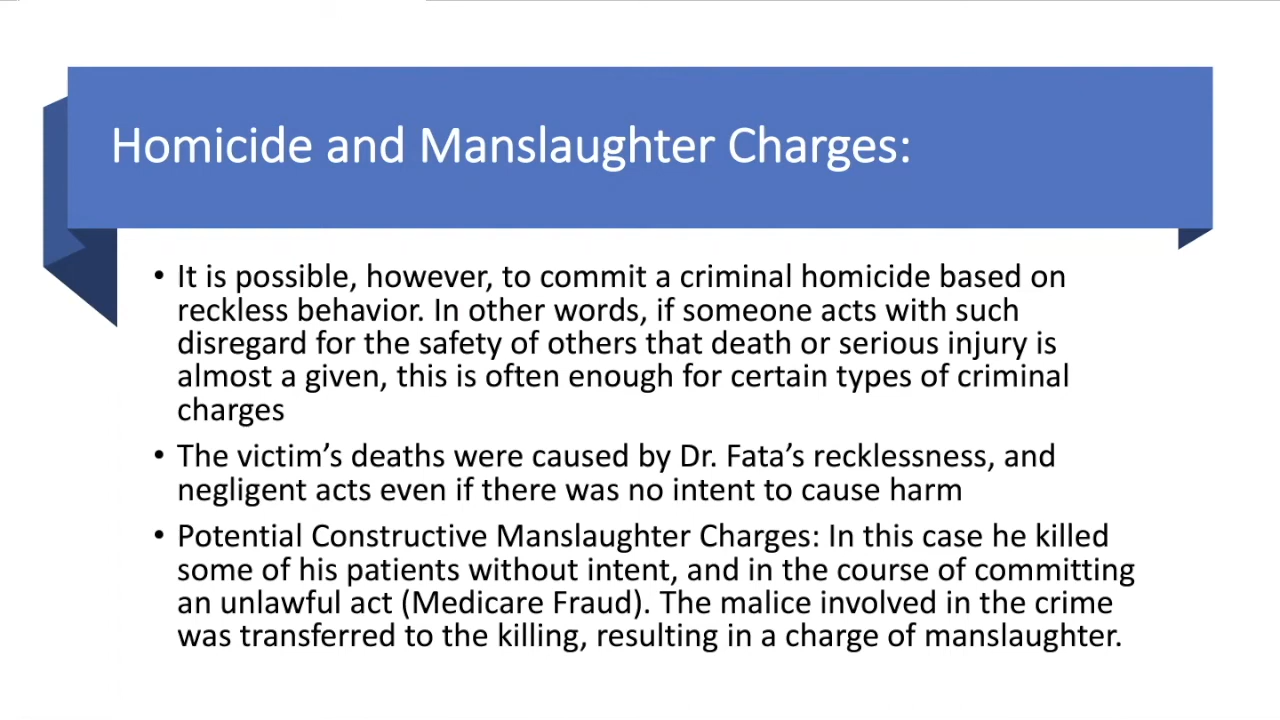 Homicide and Manslaughter Charges:
• It is possible, however, to commit a criminal homicide based on
reckless behavior. In other words, if someone acts with such
disregard for the safety of others that death or serious injury is
almost a given, this is often enough for certain types of criminal
charges
• The victim’s deaths were caused by Dr. Fata’s recklessness, and
negligent acts even if there was no intent to cause harm
• Potential Constructive Manslaughter Charges: In this case he killed
some of his patients without intent, and in the course of committing
an unlawful act (Medicare Fraud). The malice involved in the crime
was transferred to the killing, resulting in a charge of manslaughter.